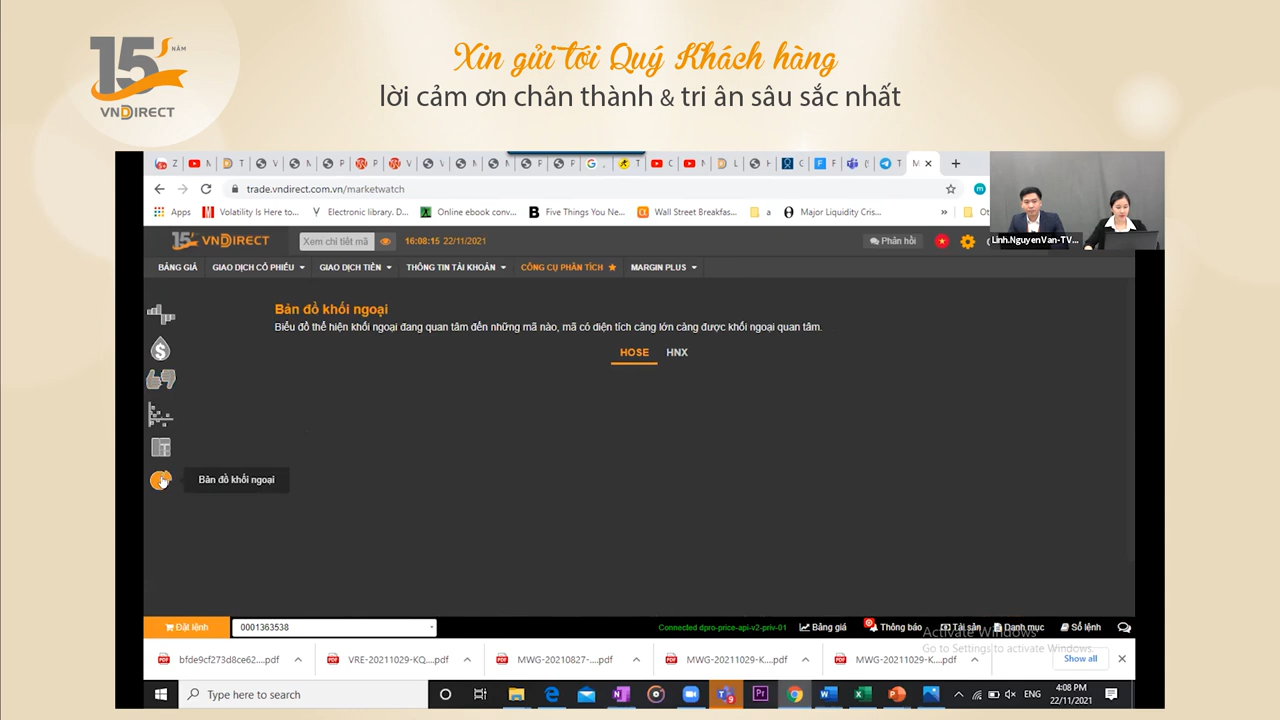 15 NĂM
VNDIRECT
Xin gửi tới Quý Khách hàng
lời cảm ơn chân thành & tri ân sâu sắc nhất
trade.vndirect.com.vn/marketwatch
Apps
Volatility Is Here to...
Electronic library. D...
Online ebook conv...
Five Things You Ne...
Wall Street Breakfas...
a
Major Liquidity Cris...
»
Linh.NguyenVan-TV...
15 VNDIRECT
Xem chi tiết mã
16:08:15 22/11/2021
Phản hồi
BẢNG GIÁ
GIAO DỊCH CỔ PHIẾU
GIAO DỊCH TIỀN
THÔNG TIN TÀI KHOẢN
CÔNG CỤ PHÂN TÍCH
MARGIN PLUS
Bản đồ khối ngoại
Biểu đồ thể hiện khối ngoại đang quan tâm đến những mã nào, mã có diện tích càng lớn càng được khối ngoại quan tâm.
HOSE HNX
Bản đồ khối ngoại
Đặt lệnh
0001363538
Connected dpro-price-api-v2-priv-01
Bảng giá
Thông báo
Tài sản
Danh mục
Sổ lệnh
Activate Windows
Go to Settings to activate Windows.
bfde9cf273d8ce62....pdf
VRE-20211029-KQ....pdf
MWG-20210827-....pdf
MWG-20211029-K....pdf
MWG-20211029-K....pdf
Show all
Type here to search
ENG
4:08 PM
22/11/2021